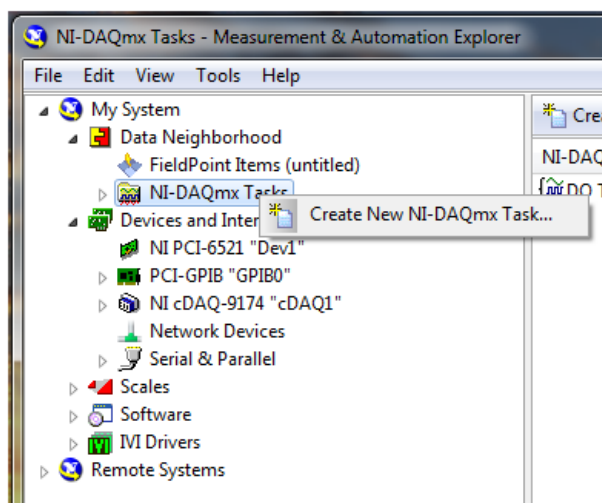 NI-DAQmx Tasks - Measurement & Automation Explorer
File Edit View Tools Help
My System
Data Neighborhood
FieldPoint Items (untitled)
NI-DAQmx Tasks
Create New NI-DAQmx Task...
Devices and Inter
NI PCI-6521 "Dev1"
PCI-GPIB "GPIB0"
NI cDAQ-9174 "cDAQ1"
Network Devices
Serial & Parallel
Scales
Software
IVI Drivers
Remote Systems
Crea
NI-DAQ
DO T